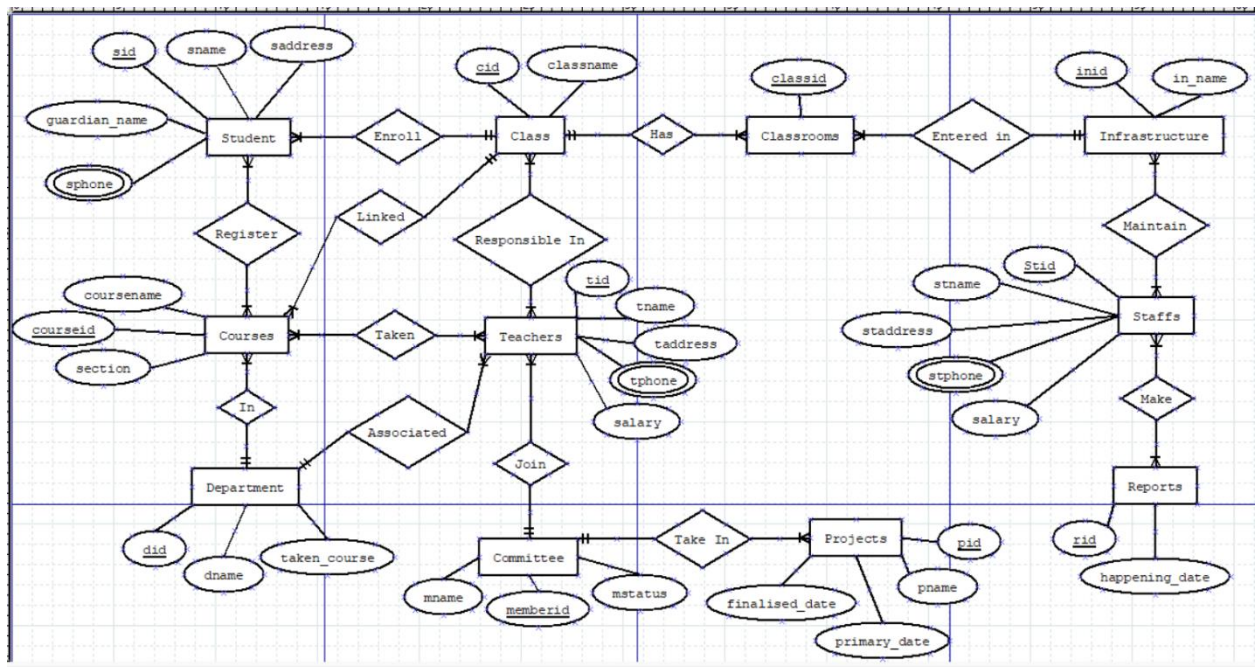 sid
sname
saddress
cid
classname
classid
inid
in_name
guardian_name
Student
Enroll
Class
Has
Classrooms
Entered in
Infrastructure
sphone
Linked
Register
Responsible In
Maintain
tid
Stid
coursename
stname
tname
courseid
Courses
Taken
Teachers
taddress
staddress
Staffs
section
tphone
stphone
In
Associated
salary
salary
Make
Join
Department
Reports
did
dname
taken_course
Committee
Take In
Projects
pid
rid
mname
memberid
mstatus
finalised_date
pname
happening_date
primary_date